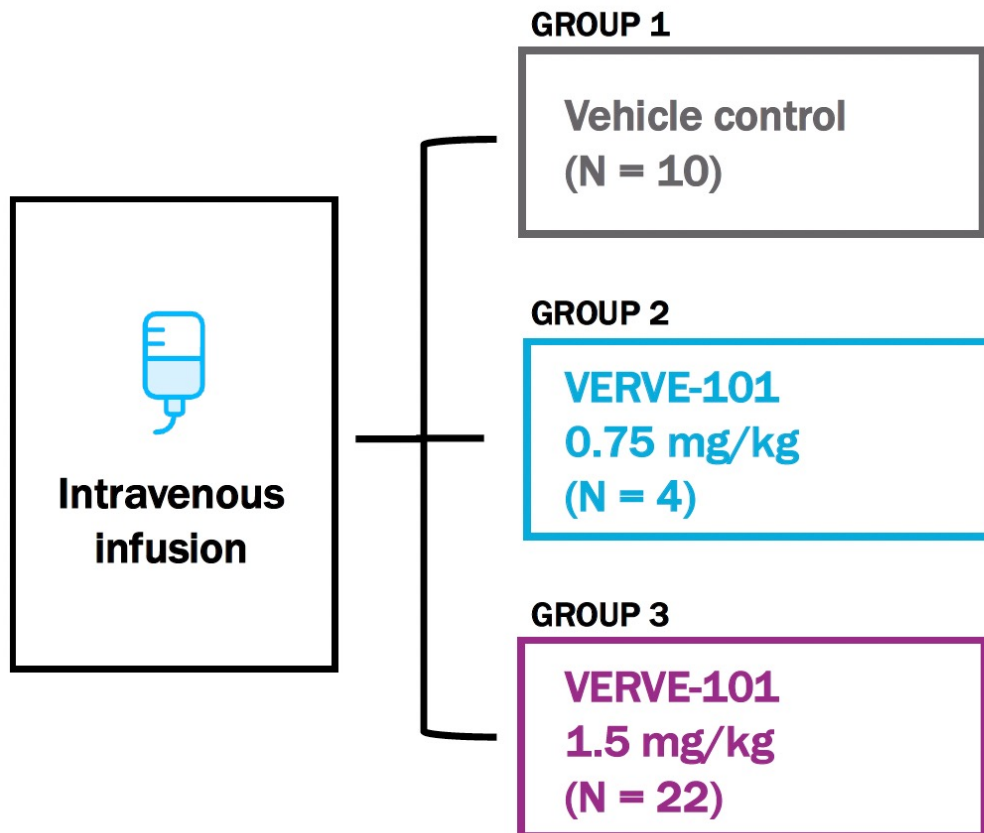 GROUP 1
Vehicle control
(N = 10)
Intravenous
infusion
GROUP 2
VERVE-101
0.75 mg/kg
(N = 4)
GROUP 3
VERVE-101
1.5 mg/kg
(N = 22)